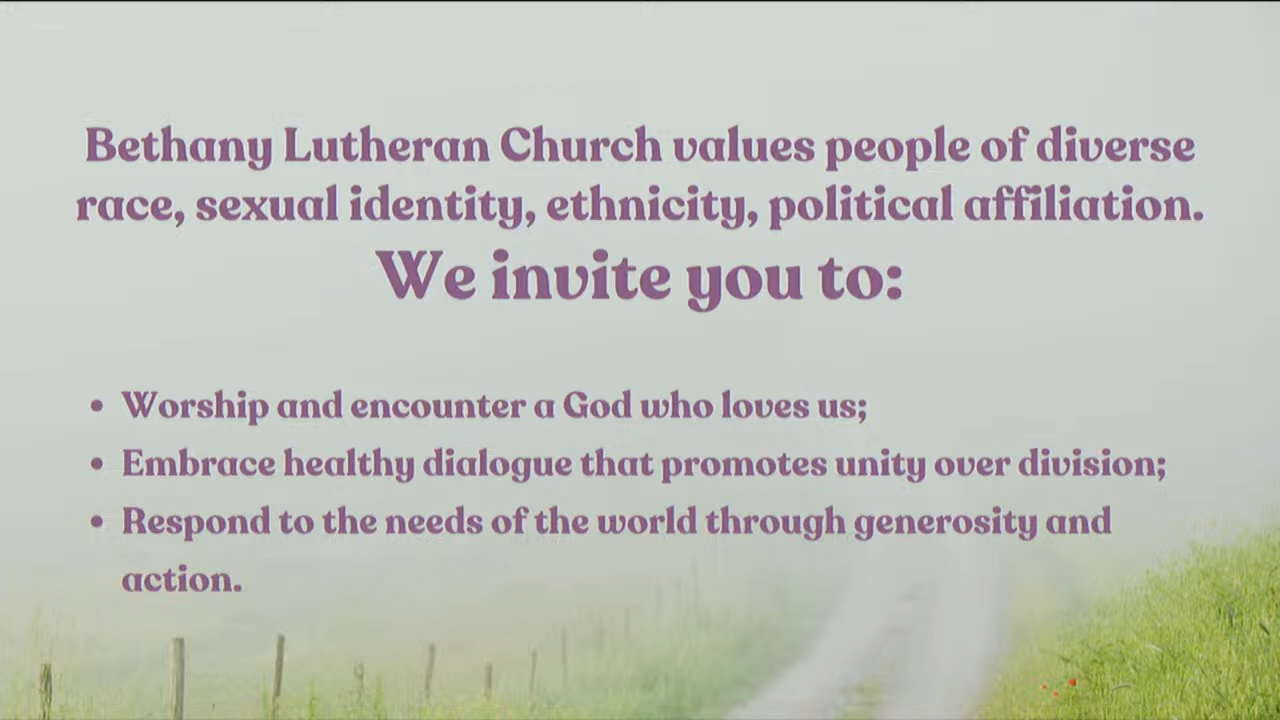 Bethany Lutheran Church values people of diverse
race, sexual identity, ethnicity, political affiliation.
We invite you to:
• Worship and encounter a God who loves us;
• Embrace healthy dialogue that promotes unity over division;
• Respond to the needs of the world through generosity and
action.